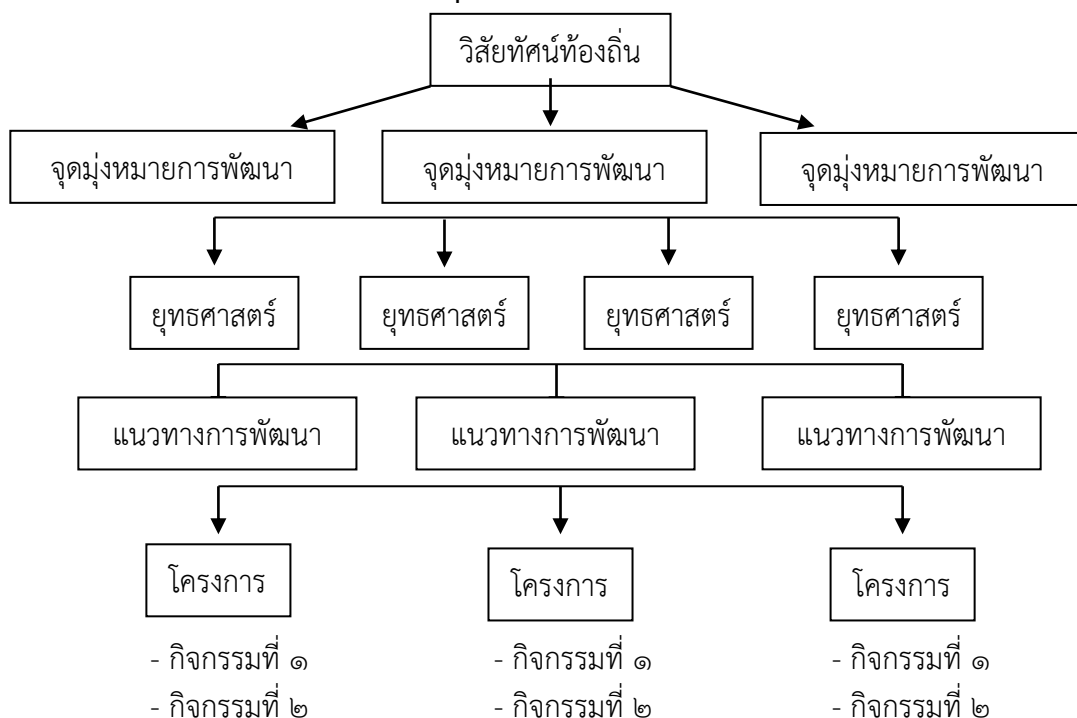 วิสัยทัศน์ท้องถิ่น
จุดมุ่งหมายการพัฒนา จุดมุ่งหมายการพัฒนา จุดมุ่งหมายการพัฒนา
ยุทธศาสตร์ ยุทธศาสตร์ ยุทธศาสตร์ ยุทธศาสตร์
แนวทางการพัฒนา แนวทางการพัฒนา แนวทางการพัฒนา
โครงการ โครงการ โครงการ
- กิจกรรมที่ ๑ - กิจกรรมที่ ๑ - กิจกรรมที่ ๑
- กิจกรรมที่ ๒ - กิจกรรมที่ ๒ - กิจกรรมที่ ๒